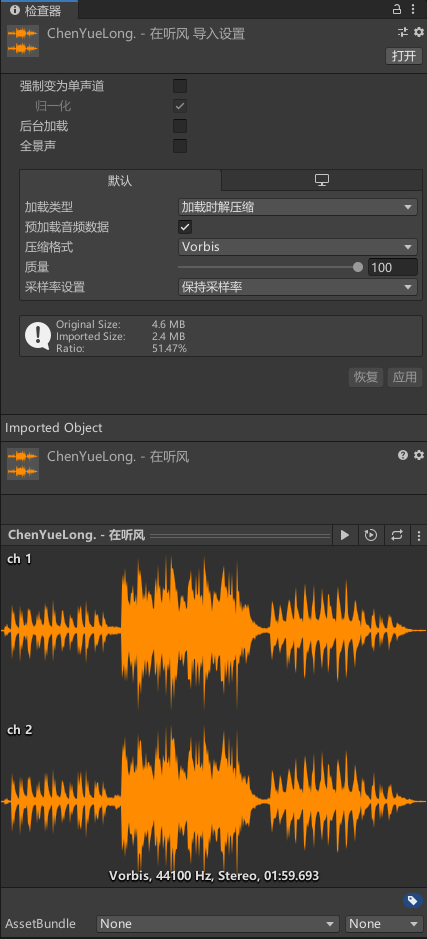 检查器
ChenYueLong. - 在听风 导入设置
打开
强制变为单声道
归一化
后台加载
全景声
默认
加载类型 加载时解压缩
预加载音频数据
压缩格式 Vorbis
质量 100
采样率设置 保持采样率
Original Size: 4.6 MB
Imported Size: 2.4 MB
Ratio: 51.47%
恢复 应用
Imported Object
ChenYueLong. - 在听风
ChenYueLong. - 在听风
ch 1
ch 2
Vorbis, 44100 Hz, Stereo, 01:59.693
AssetBundle None None